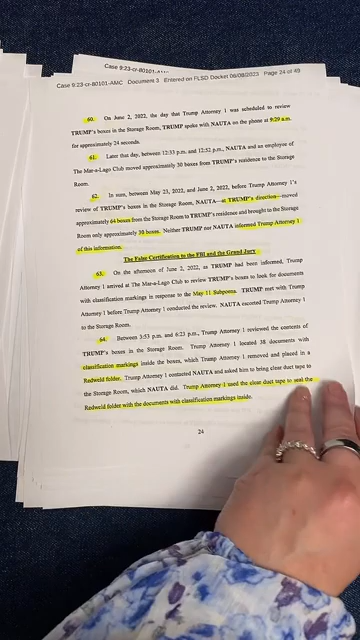 Case 9:23-cr-80101-A
Case 9:23-cr-80101-AMC Document 3 Entered on FLSD Docket 06/08/2023 Page 24 of 49
60. On June 2, 2022, the day that Trump Attorney 1 was scheduled to review
TRUMP's boxes in the Storage Room, TRUMP spoke with NAUTA on the phone at 9:29 a.m.
for approximately 24 seconds.
61. Later that day, between 12:33 p.m. and 12:52 p.m., NAUTA and an employee of
The Mar-a-Lago Club moved approximately 30 boxes from TRUMP's residence to the Storage
Room.
62. In sum, between May 23, 2022, and June 2, 2022, before Trump Attorney 1's
review of TRUMP's boxes in the Storage Room, NAUTA—at TRUMP's direction—moved
approximately 64 boxes from the Storage Room to TRUMP's residence and brought to the Storage
Room only approximately 30 boxes. Neither TRUMP nor NAUTA informed Trump Attorney 1
of this information.
The False Certification to the FBI and the Grand Jury
63. On the afternoon of June 2, 2022, as TRUMP had been informed, Trump
Attorney 1 arrived at The Mar-a-Lago Club to review TRUMP's boxes to look for documents
with classification markings in response to the May 11 Subpoena. TRUMP met with Trump
Attorney 1 before Trump Attorney 1 conducted the review. NAUTA escorted Trump Attorney 1
to the Storage Room.
64. Between 3:53 p.m. and 6:23 p.m., Trump Attorney 1 reviewed the contents of
TRUMP's boxes in the Storage Room. Trump Attorney 1 located 38 documents with
classification markings inside the boxes, which Trump Attorney 1 removed and placed in a
Redweld folder. Trump Attorney 1 contacted NAUTA and asked him to bring clear duct tape to
the Storage Room, which NAUTA did. Trump Attorney 1 used the clear duct tape to seal the
Redweld folder with the documents with classification markings inside.
24